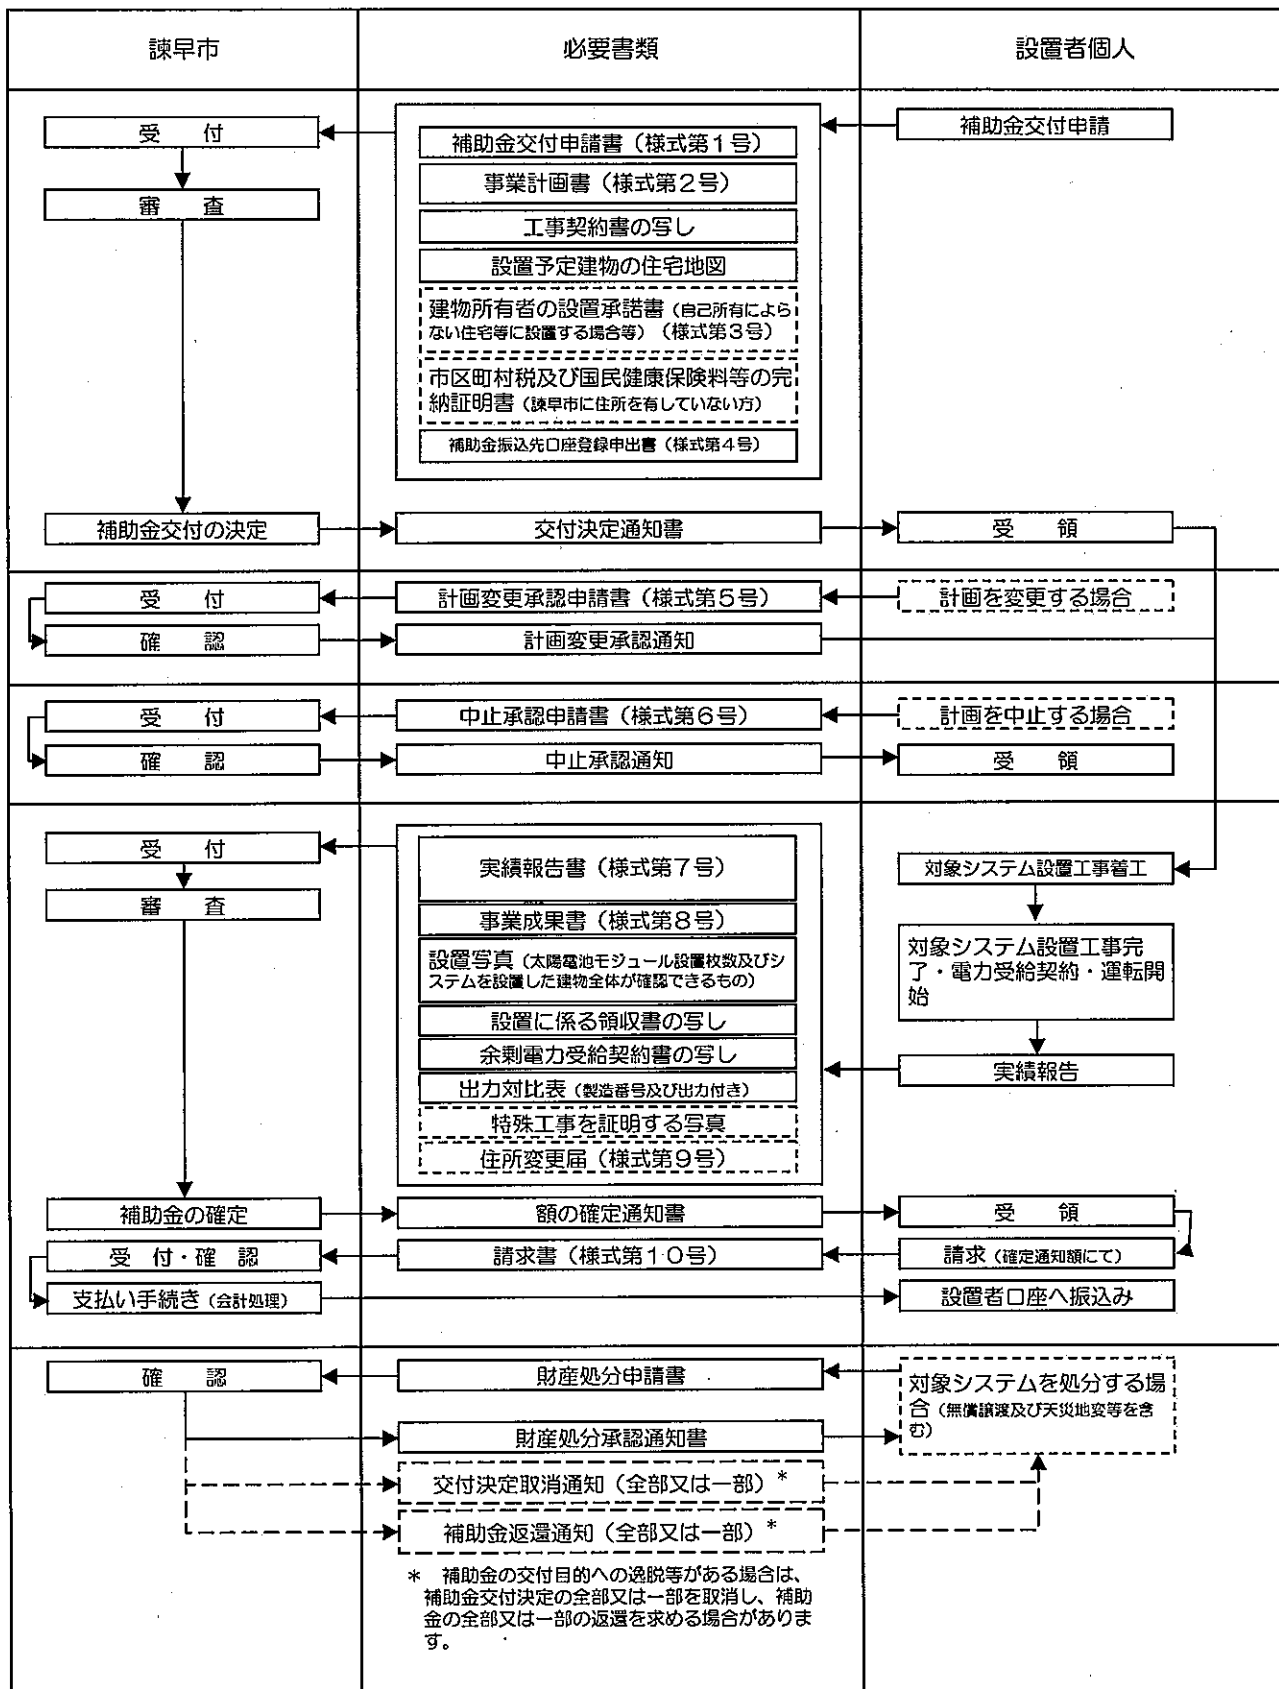 諫早市
必要書類
設置者個人
受　付
補助金交付申請
審　査
補助金交付申請書（様式第１号）
事業計画書（様式第２号）
工事契約書の写し
設置予定建物の住宅地図
建物所有者の設置承諾書（自己所有によら
ない住宅等に設置する場合等）（様式第３号）
市区町村税及び国民健康保険料等の完
納証明書（諫早市に住所を有していない方）
補助金振込先口座登録申出書（様式第４号）
補助金交付の決定
交付決定通知書
受　領
受　付
計画変更承認申請書（様式第５号）
計画を変更する場合
確　認
計画変更承認通知
受　付
中止承認申請書（様式第６号）
計画を中止する場合
確　認
中止承認通知
受　領
受　付
審　査
実績報告書（様式第７号）
事業成果書（様式第８号）
設置写真（太陽電池モジュール設置枚数及びシ
ステムを設置した建物全体が確認できるもの）
設置に係る領収書の写し
余剰電力受給契約書の写し
出力対比表（製造番号及び出力付き）
特殊工事を証明する写真
住所変更届（様式第９号）
対象システム設置工事着工
対象システム設置工事完
了・電力受給契約・運転開
始
実績報告
補助金の確定
額の確定通知書
受　領
受　付・確　認
請求書（様式第１０号）
請求（確定通知額にて）
支払い手続き（会計処理）
設置者口座へ振込み
確　認
財産処分申請書
対象システムを処分する場
合（無償譲渡及び天災地変等を含
む）
財産処分承認通知書
交付決定取消通知（全部又は一部）＊
補助金返還通知（全部又は一部）＊
＊　補助金の交付目的への逸脱等がある場合は、
補助金交付決定の全部又は一部を取消し、補助
金の全部又は一部の返還を求める場合がありま
す。